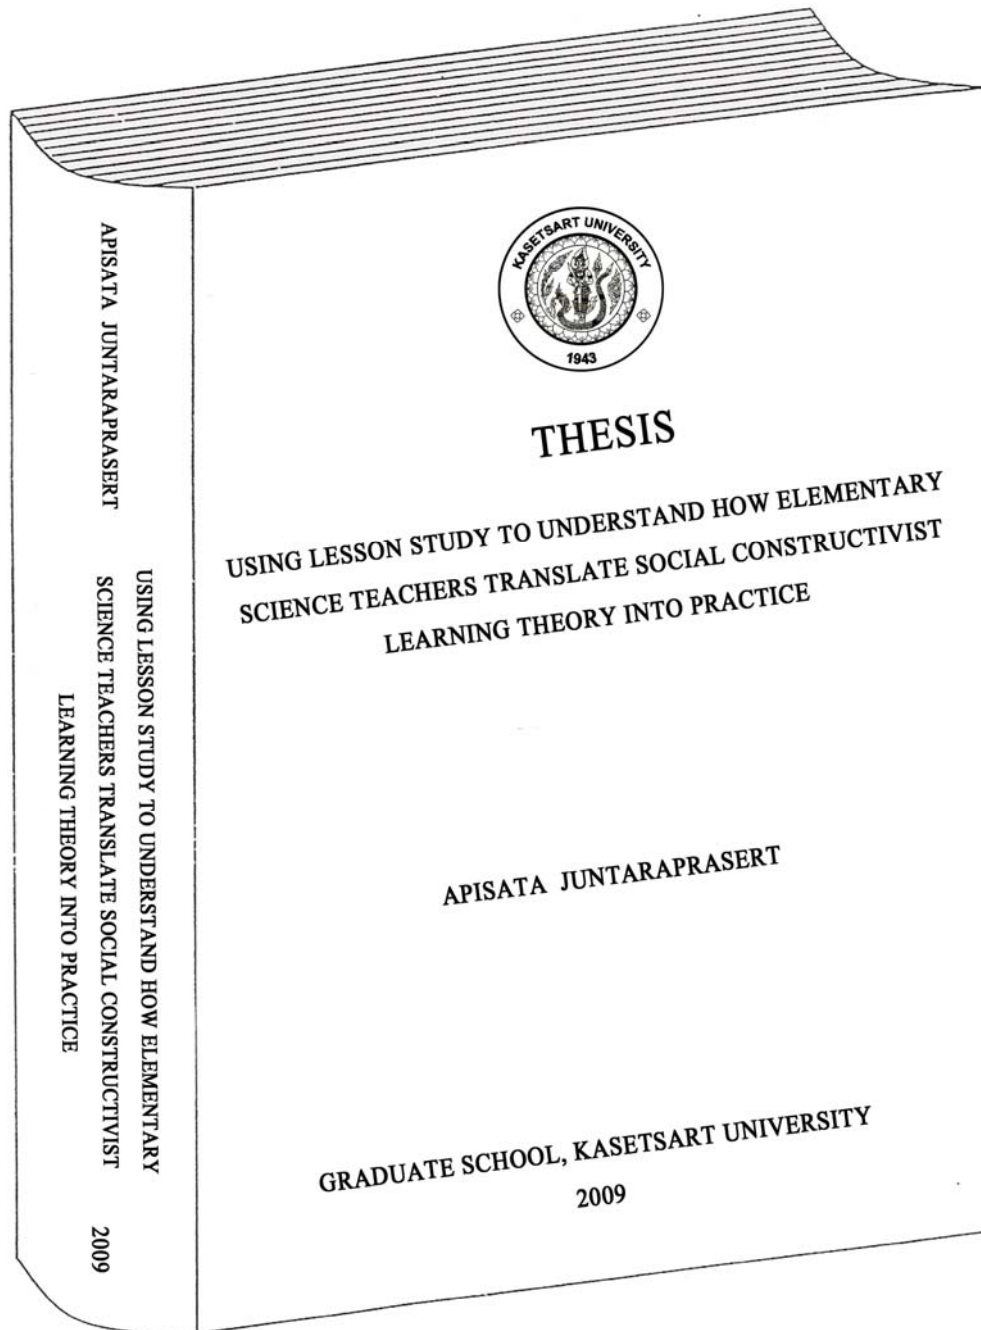 APISATA JUNTARAPRASERT
USING LESSON STUDY TO UNDERSTAND HOW ELEMENTARY
SCIENCE TEACHERS TRANSLATE SOCIAL CONSTRUCTIVIST
LEARNING THEORY INTO PRACTICE
2009
KASETSART UNIVERSITY
1943
THESIS
USING LESSON STUDY TO UNDERSTAND HOW ELEMENTARY
SCIENCE TEACHERS TRANSLATE SOCIAL CONSTRUCTIVIST
LEARNING THEORY INTO PRACTICE
APISATA JUNTARAPRASERT
GRADUATE SCHOOL, KASETSART UNIVERSITY
2009